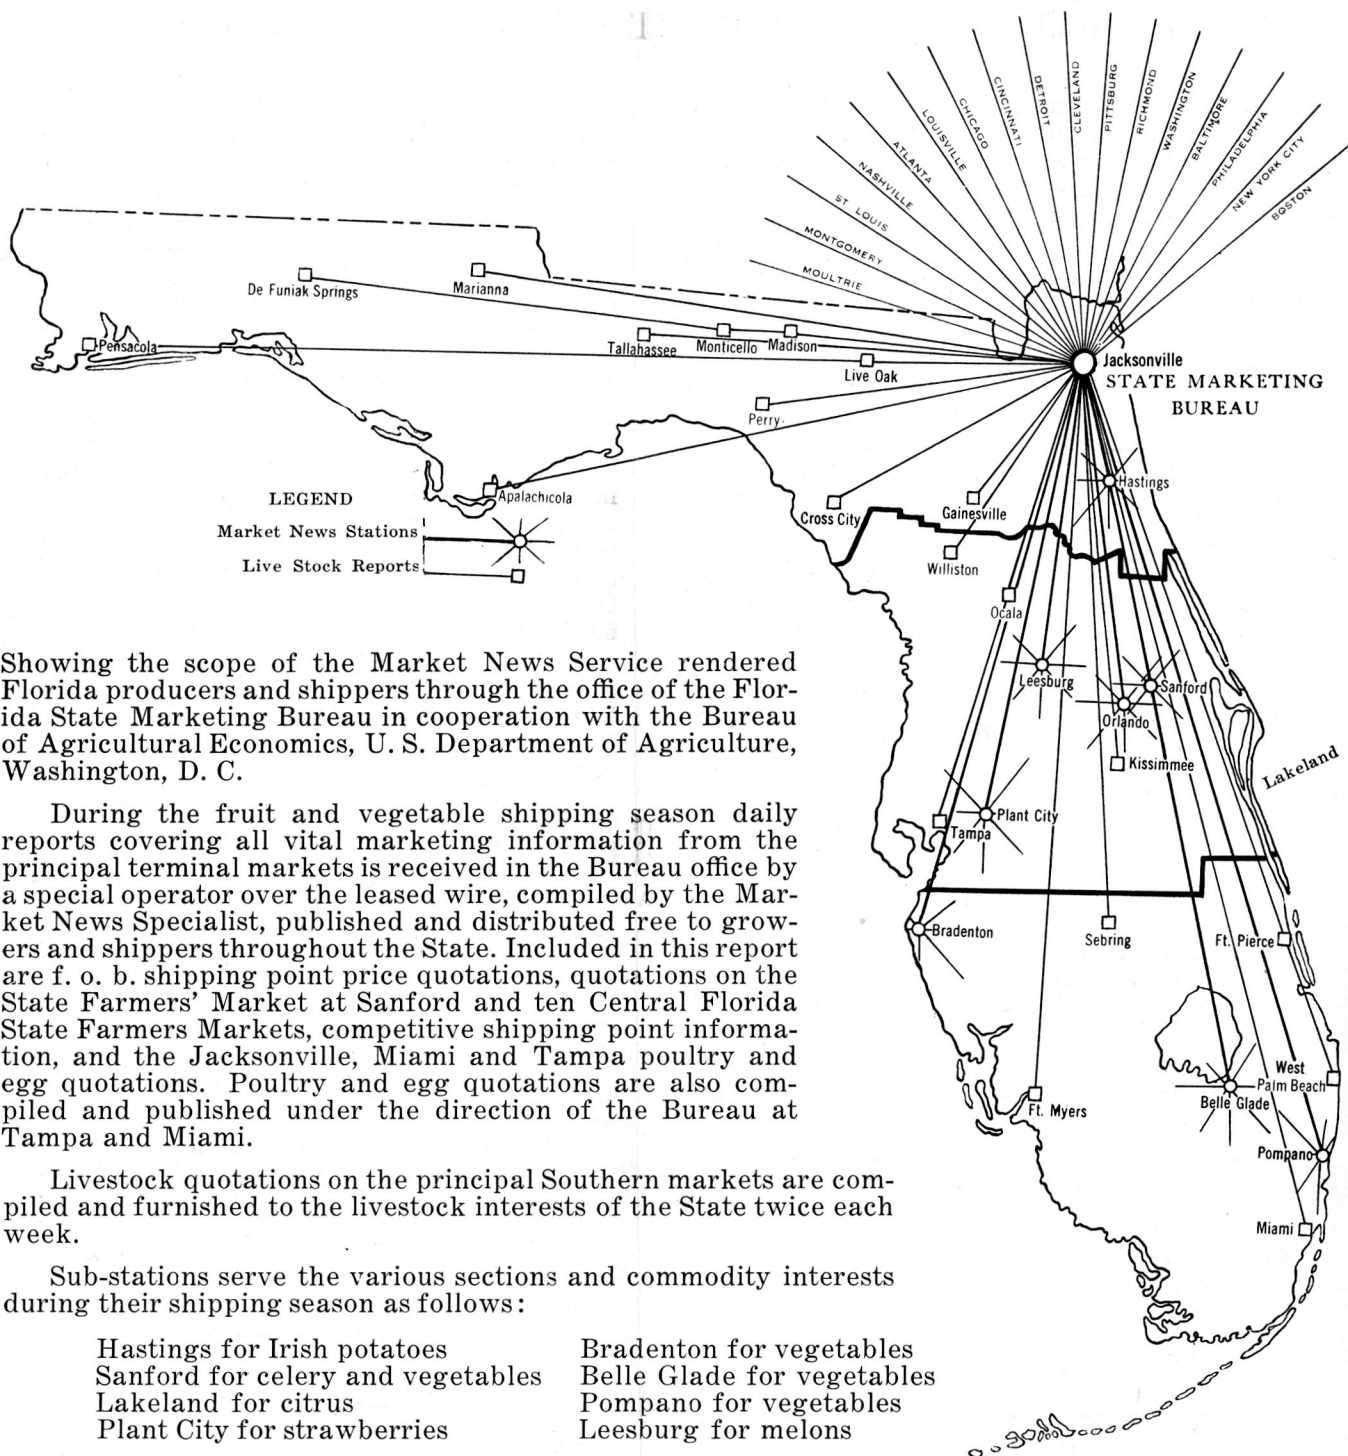 CLEVELAND
PITTSBURG
DETROIT
RICHMOND
CINCINNATI
WASHINGTON
CHICAGO
BALTIMORE
LOUISVILLE
PHILADELPHIA
ATLANTA
NEW YORK CITY
NASHVILLE
BOSTON
ST LOUIS
MONTGOMERY
MOULTRIE
De Funiak Springs
Marianna
Pensacola
Tallahassee
Monticello
Madison
Live Oak
Jacksonville
STATE MARKETING
BUREAU
Perry
Hastings
LEGEND
Apalachicola
Cross City
Gainesville
Market News Stations
Live Stock Reports
Williston
Ocala
Leesburg
Sanford
Orlando
Kissimmee
Lakeland
Plant City
Tampa
Bradenton
Sebring
Ft. Pierce
West
Palm Beach
Belle Glade
Ft. Myers
Pompano
Miami
Showing the scope of the Market News Service rendered
Florida producers and shippers through the office of the Flor-
ida State Marketing Bureau in cooperation with the Bureau
of Agricultural Economics, U. S. Department of Agriculture,
Washington, D. C.
During the fruit and vegetable shipping season daily
reports covering all vital marketing information from the
principal terminal markets is received in the Bureau office by
a special operator over the leased wire, compiled by the Mar-
ket News Specialist, published and distributed free to grow-
ers and shippers throughout the State. Included in this report
are f. o. b. shipping point price quotations, quotations on the
State Farmers' Market at Sanford and ten Central Florida
State Farmers Markets, competitive shipping point informa-
tion, and the Jacksonville, Miami and Tampa poultry and
egg quotations. Poultry and egg quotations are also com-
piled and published under the direction of the Bureau at
Tampa and Miami.
Livestock quotations on the principal Southern markets are com-
piled and furnished to the livestock interests of the State twice each
week.
Sub-stations serve the various sections and commodity interests
during their shipping season as follows:
Hastings for Irish potatoes
Sanford for celery and vegetables
Lakeland for citrus
Plant City for strawberries
Bradenton for vegetables
Belle Glade for vegetables
Pompano for vegetables
Leesburg for melons